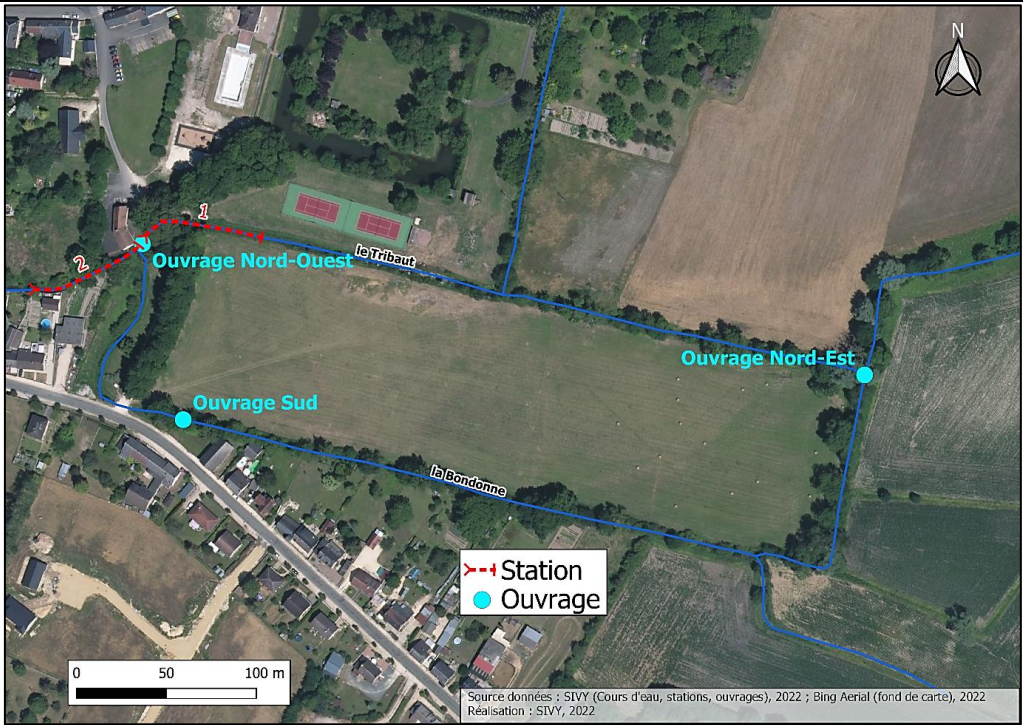 N
1
2
Ouvrage Nord-Ouest
le Tribaut
Ouvrage Nord-Est
Ouvrage Sud
la Bondonne
Station
Ouvrage
0 50 100 m
Source données : SIVY (Cours d'eau, stations, ouvrages), 2022 ; Bing Aerial (fond de carte), 2022
Réalisation : SIVY, 2022